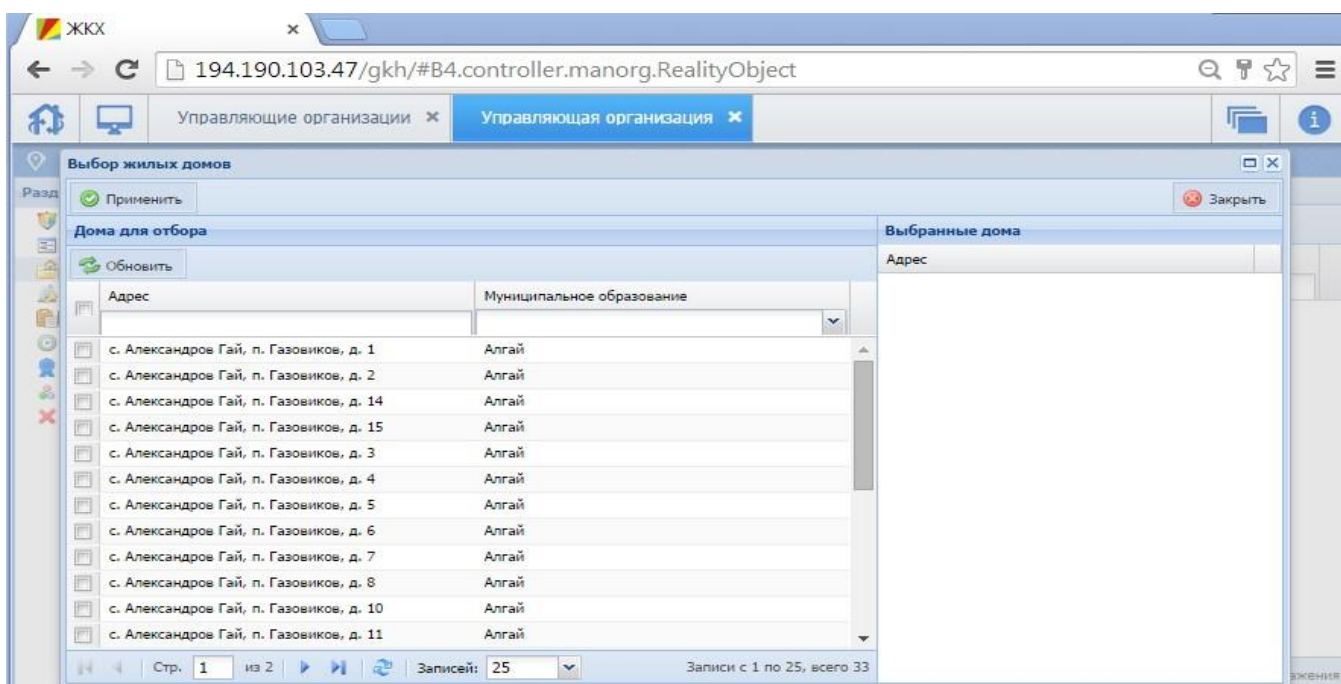 ЖКХ
194.190.103.47/gkh/#B4.controller.manorg.RealityObject
Управляющие организации
Управляющая организация
Выбор жилых домов
Разд
Применить
Закрыть
Дома для отбора
Выбранные дома
Обновить
Адрес
Адрес
Муниципальное образование
с. Александров Гай, п. Газовиков, д. 1 Алгай
с. Александров Гай, п. Газовиков, д. 2 Алгай
с. Александров Гай, п. Газовиков, д. 14 Алгай
с. Александров Гай, п. Газовиков, д. 15 Алгай
с. Александров Гай, п. Газовиков, д. 3 Алгай
с. Александров Гай, п. Газовиков, д. 4 Алгай
с. Александров Гай, п. Газовиков, д. 5 Алгай
с. Александров Гай, п. Газовиков, д. 6 Алгай
с. Александров Гай, п. Газовиков, д. 7 Алгай
с. Александров Гай, п. Газовиков, д. 8 Алгай
с. Александров Гай, п. Газовиков, д. 10 Алгай
с. Александров Гай, п. Газовиков, д. 11 Алгай
Стр. 1 из 2 Записей: 25 Записи с 1 по 25, всего 33